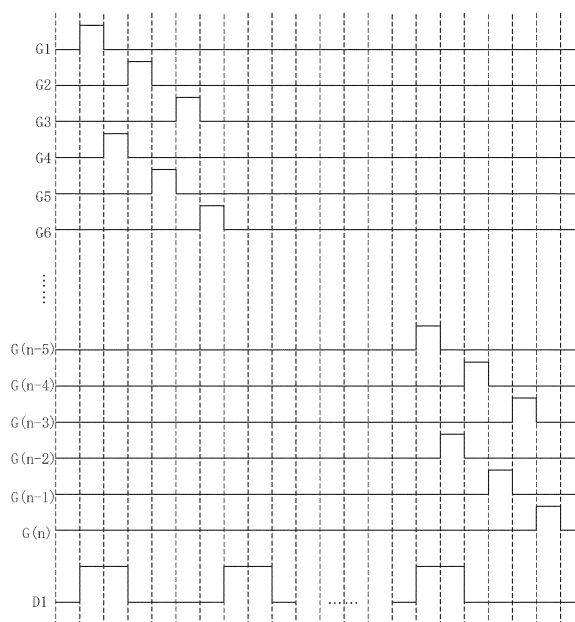 G1
G2
G3
G4
G5
G6
⋮
G(n-5)
G(n-4)
G(n-3)
G(n-2)
G(n-1)
G(n)
D1 ……